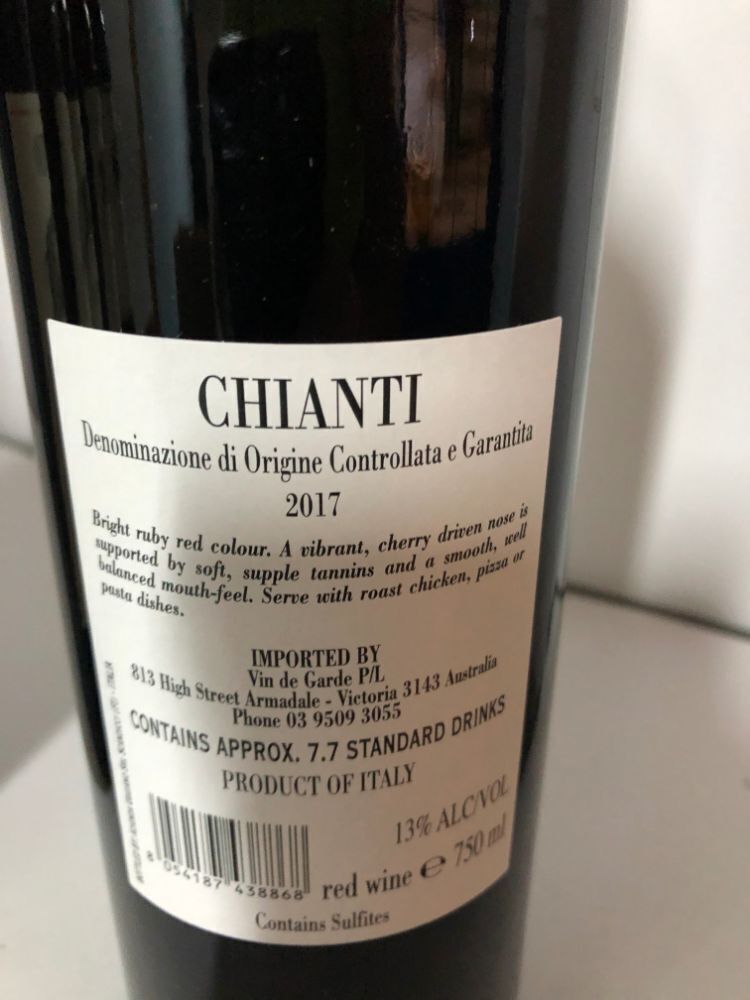 CHIANTI
Denominazione di Origine Controllata e Garantita
2017
Bright ruby red colour. A vibrant, cherry driven nose is
supported by soft, supple tannins and a smooth, well
balanced mouth-feel. Serve with roast chicken, pizza or
pasta dishes.
IMPORTED BY
Vin de Garde P/L
813 High Street Armadale - Victoria 3143 Australia
Phone 03 9509 3055
CONTAINS APPROX. 7.7 STANDARD DRINKS
PRODUCT OF ITALY
13% ALC/VOL
8 054187 438868
red wine e 750 ml
Contains Sulfites
BOTTLED BY
ITALIA